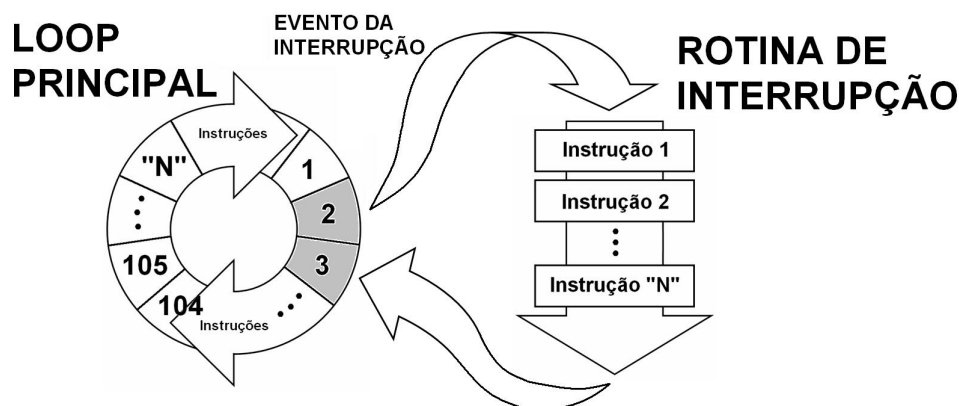 LOOP
PRINCIPAL
EVENTO DA
INTERRUPÇÃO
ROTINA DE
INTERRUPÇÃO
Instruções
"N"
1
2
3
...
104
105
...
Instruções
Instrução 1
Instrução 2
...
Instrução "N"